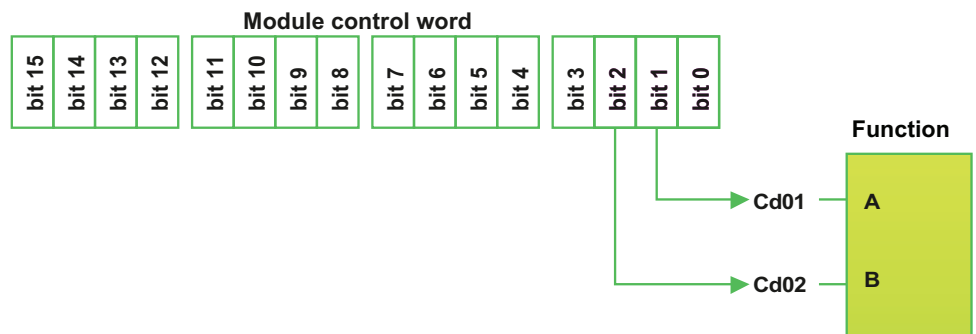 Module control word
bit 15
bit 14
bit 13
bit 12
bit 11
bit 10
bit 9
bit 8
bit 7
bit 6
bit 5
bit 4
bit 3
bit 2
bit 1
bit 0
Function
Cd01
A
Cd02
B